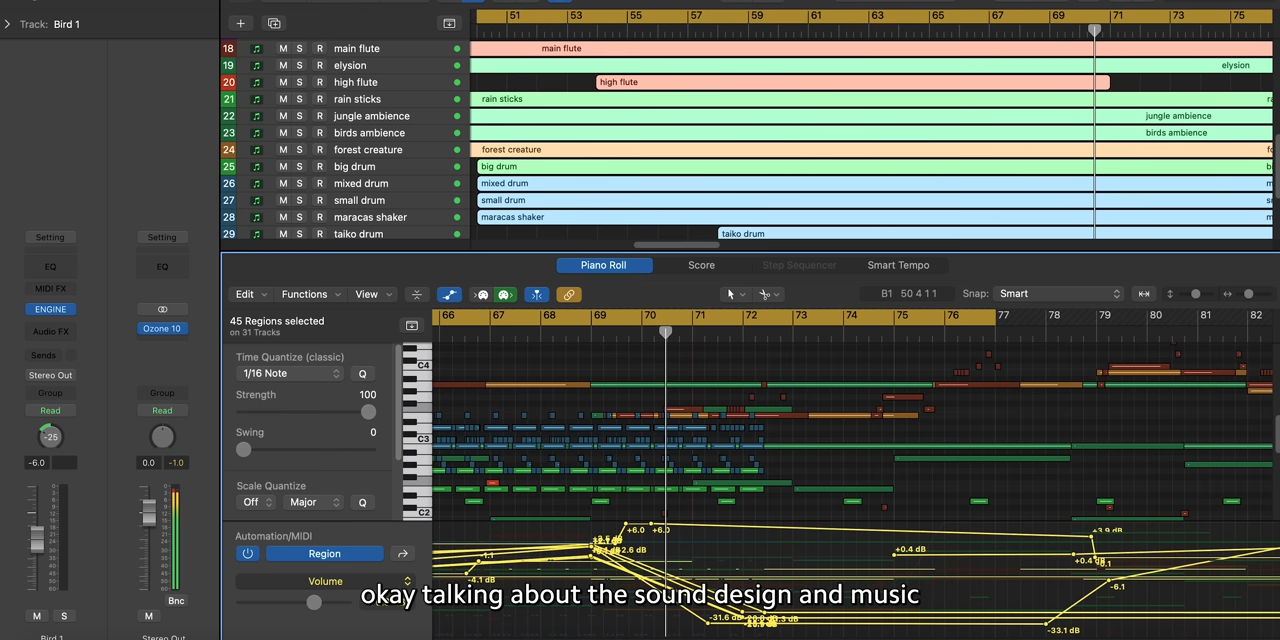 Track: Bird 1
51 53 55 57 59 61 63 65 67 69 71 73 75
18 M S R main flute main flute
19 M S R elysion elysion
20 M S R high flute high flute
21 M S R rain sticks rain sticks
22 M S R jungle ambience jungle ambience
23 M S R birds ambience birds ambience
24 M S R forest creature forest creature
25 M S R big drum big drum
26 M S R mixed drum mixed drum
27 M S R small drum small drum
28 M S R maracas shaker maracas shaker
29 M S R taiko drum taiko drum
Setting Setting
EQ EQ
MIDI FX
ENGINE
Audio FX Ozone 10
Sends
Stereo Out
Group Group
Read Read
-25
-6.0 0.0 -1.0
Bnc
M S M
Bird 1 Stereo Out
Piano Roll Score Step Sequencer Smart Tempo
Edit Functions View B1 50 4 1 1 Snap: Smart
45 Regions selected
on 31 Tracks
66 67 68 69 70 71 72 73 74 75 76 77 78 79 80 81 82
Time Quantize (classic)
1/16 Note Q
Strength 100
Swing 0
Scale Quantize
Off Major Q
C4
C3
C2
Automation/MIDI
Region
Volume
+6.0 +6.0
+2.6 dB
-1.1
-4.1 dB
+0.4 dB
+3.9 dB
+0.4 dB
-6.1
-31.6 dB
-33.1 dB
okay talking about the sound design and music